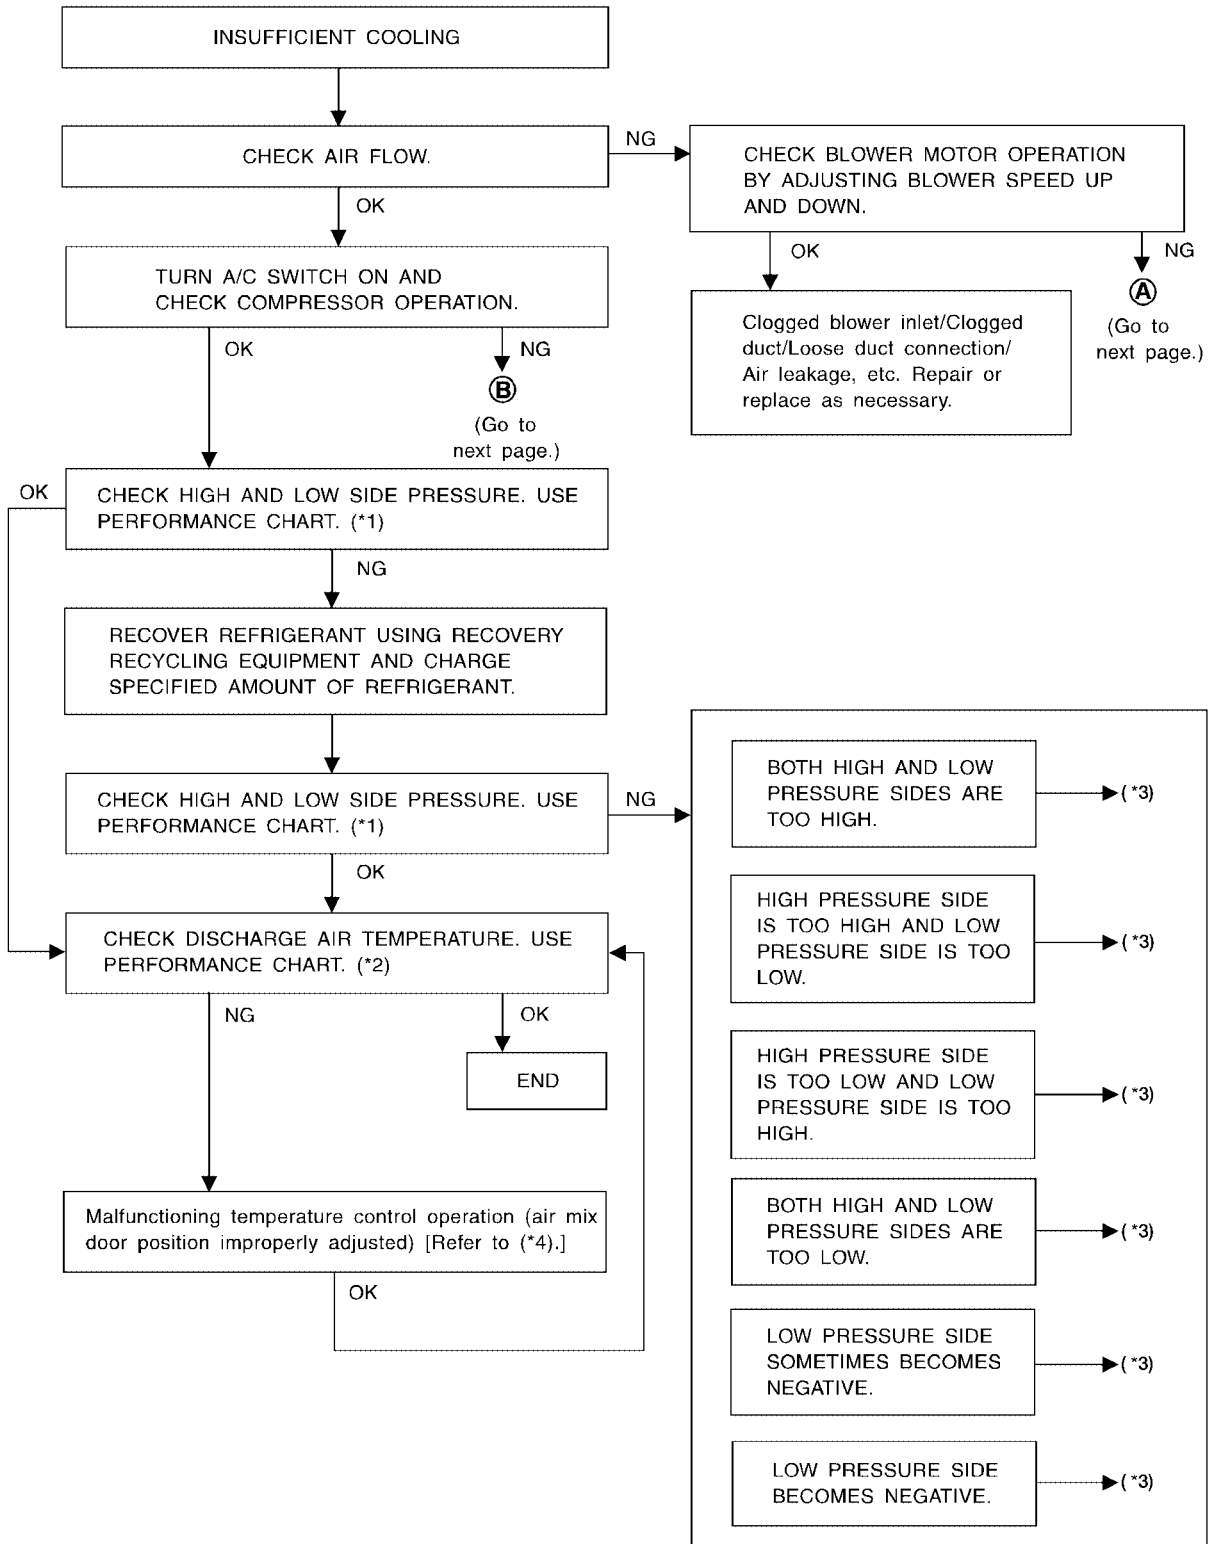 INSUFFICIENT COOLING
CHECK AIR FLOW.
NG
CHECK BLOWER MOTOR OPERATION
BY ADJUSTING BLOWER SPEED UP
AND DOWN.
OK
NG
Clogged blower inlet/Clogged
duct/Loose duct connection/
Air leakage, etc. Repair or
replace as necessary.
A
(Go to
next page.)
OK
TURN A/C SWITCH ON AND
CHECK COMPRESSOR OPERATION.
OK
NG
B
(Go to
next page.)
OK
CHECK HIGH AND LOW SIDE PRESSURE. USE
PERFORMANCE CHART. (*1)
NG
RECOVER REFRIGERANT USING RECOVERY
RECYCLING EQUIPMENT AND CHARGE
SPECIFIED AMOUNT OF REFRIGERANT.
CHECK HIGH AND LOW SIDE PRESSURE. USE
PERFORMANCE CHART. (*1)
NG
OK
CHECK DISCHARGE AIR TEMPERATURE. USE
PERFORMANCE CHART. (*2)
NG
OK
END
Malfunctioning temperature control operation (air mix
door position improperly adjusted) [Refer to (*4).]
OK
BOTH HIGH AND LOW
PRESSURE SIDES ARE
TOO HIGH.
(*3)
HIGH PRESSURE SIDE
IS TOO HIGH AND LOW
PRESSURE SIDE IS TOO
LOW.
(*3)
HIGH PRESSURE SIDE
IS TOO LOW AND LOW
PRESSURE SIDE IS TOO
HIGH.
(*3)
BOTH HIGH AND LOW
PRESSURE SIDES ARE
TOO LOW.
(*3)
LOW PRESSURE SIDE
SOMETIMES BECOMES
NEGATIVE.
(*3)
LOW PRESSURE SIDE
BECOMES NEGATIVE.
(*3)